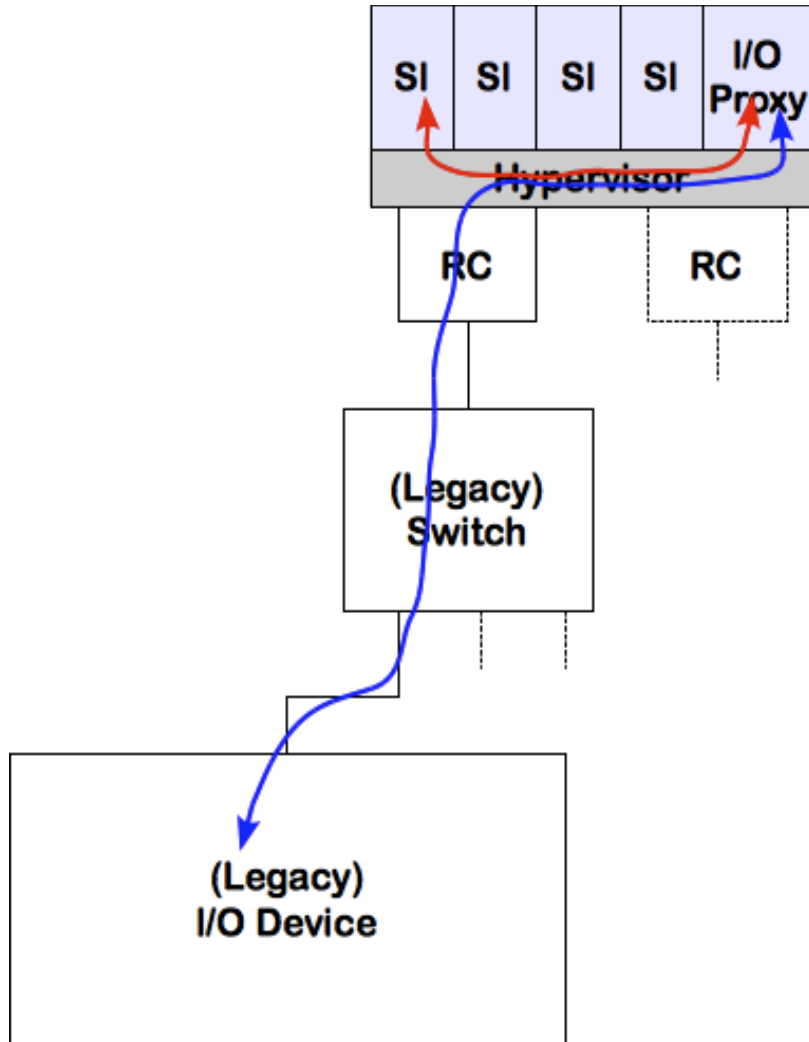 SI
SI
SI
SI
I/O
Proxy
Hypervisor
RC
RC
(Legacy)
Switch
(Legacy)
I/O Device